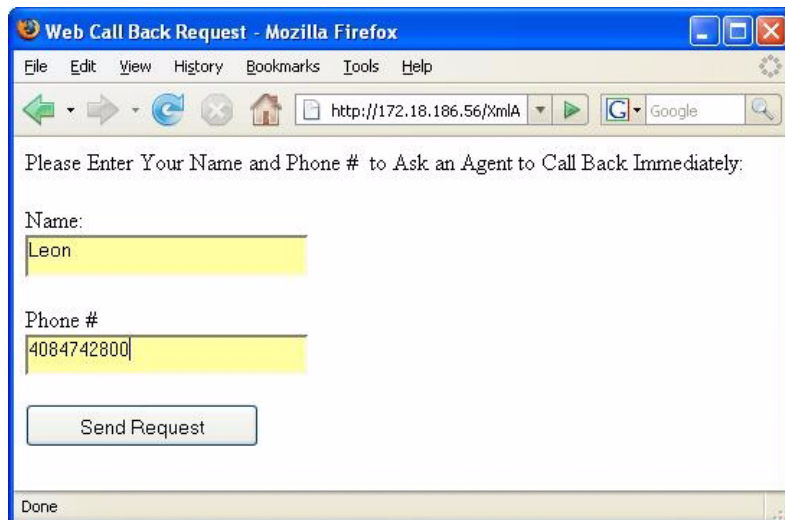 Web Call Back Request - Mozilla Firefox
File Edit View History Bookmarks Tools Help
http://172.18.186.56/XmlA G Google
Please Enter Your Name and Phone # to Ask an Agent to Call Back Immediately:
Name:
Leon
Phone #
4084742800
Send Request
Done